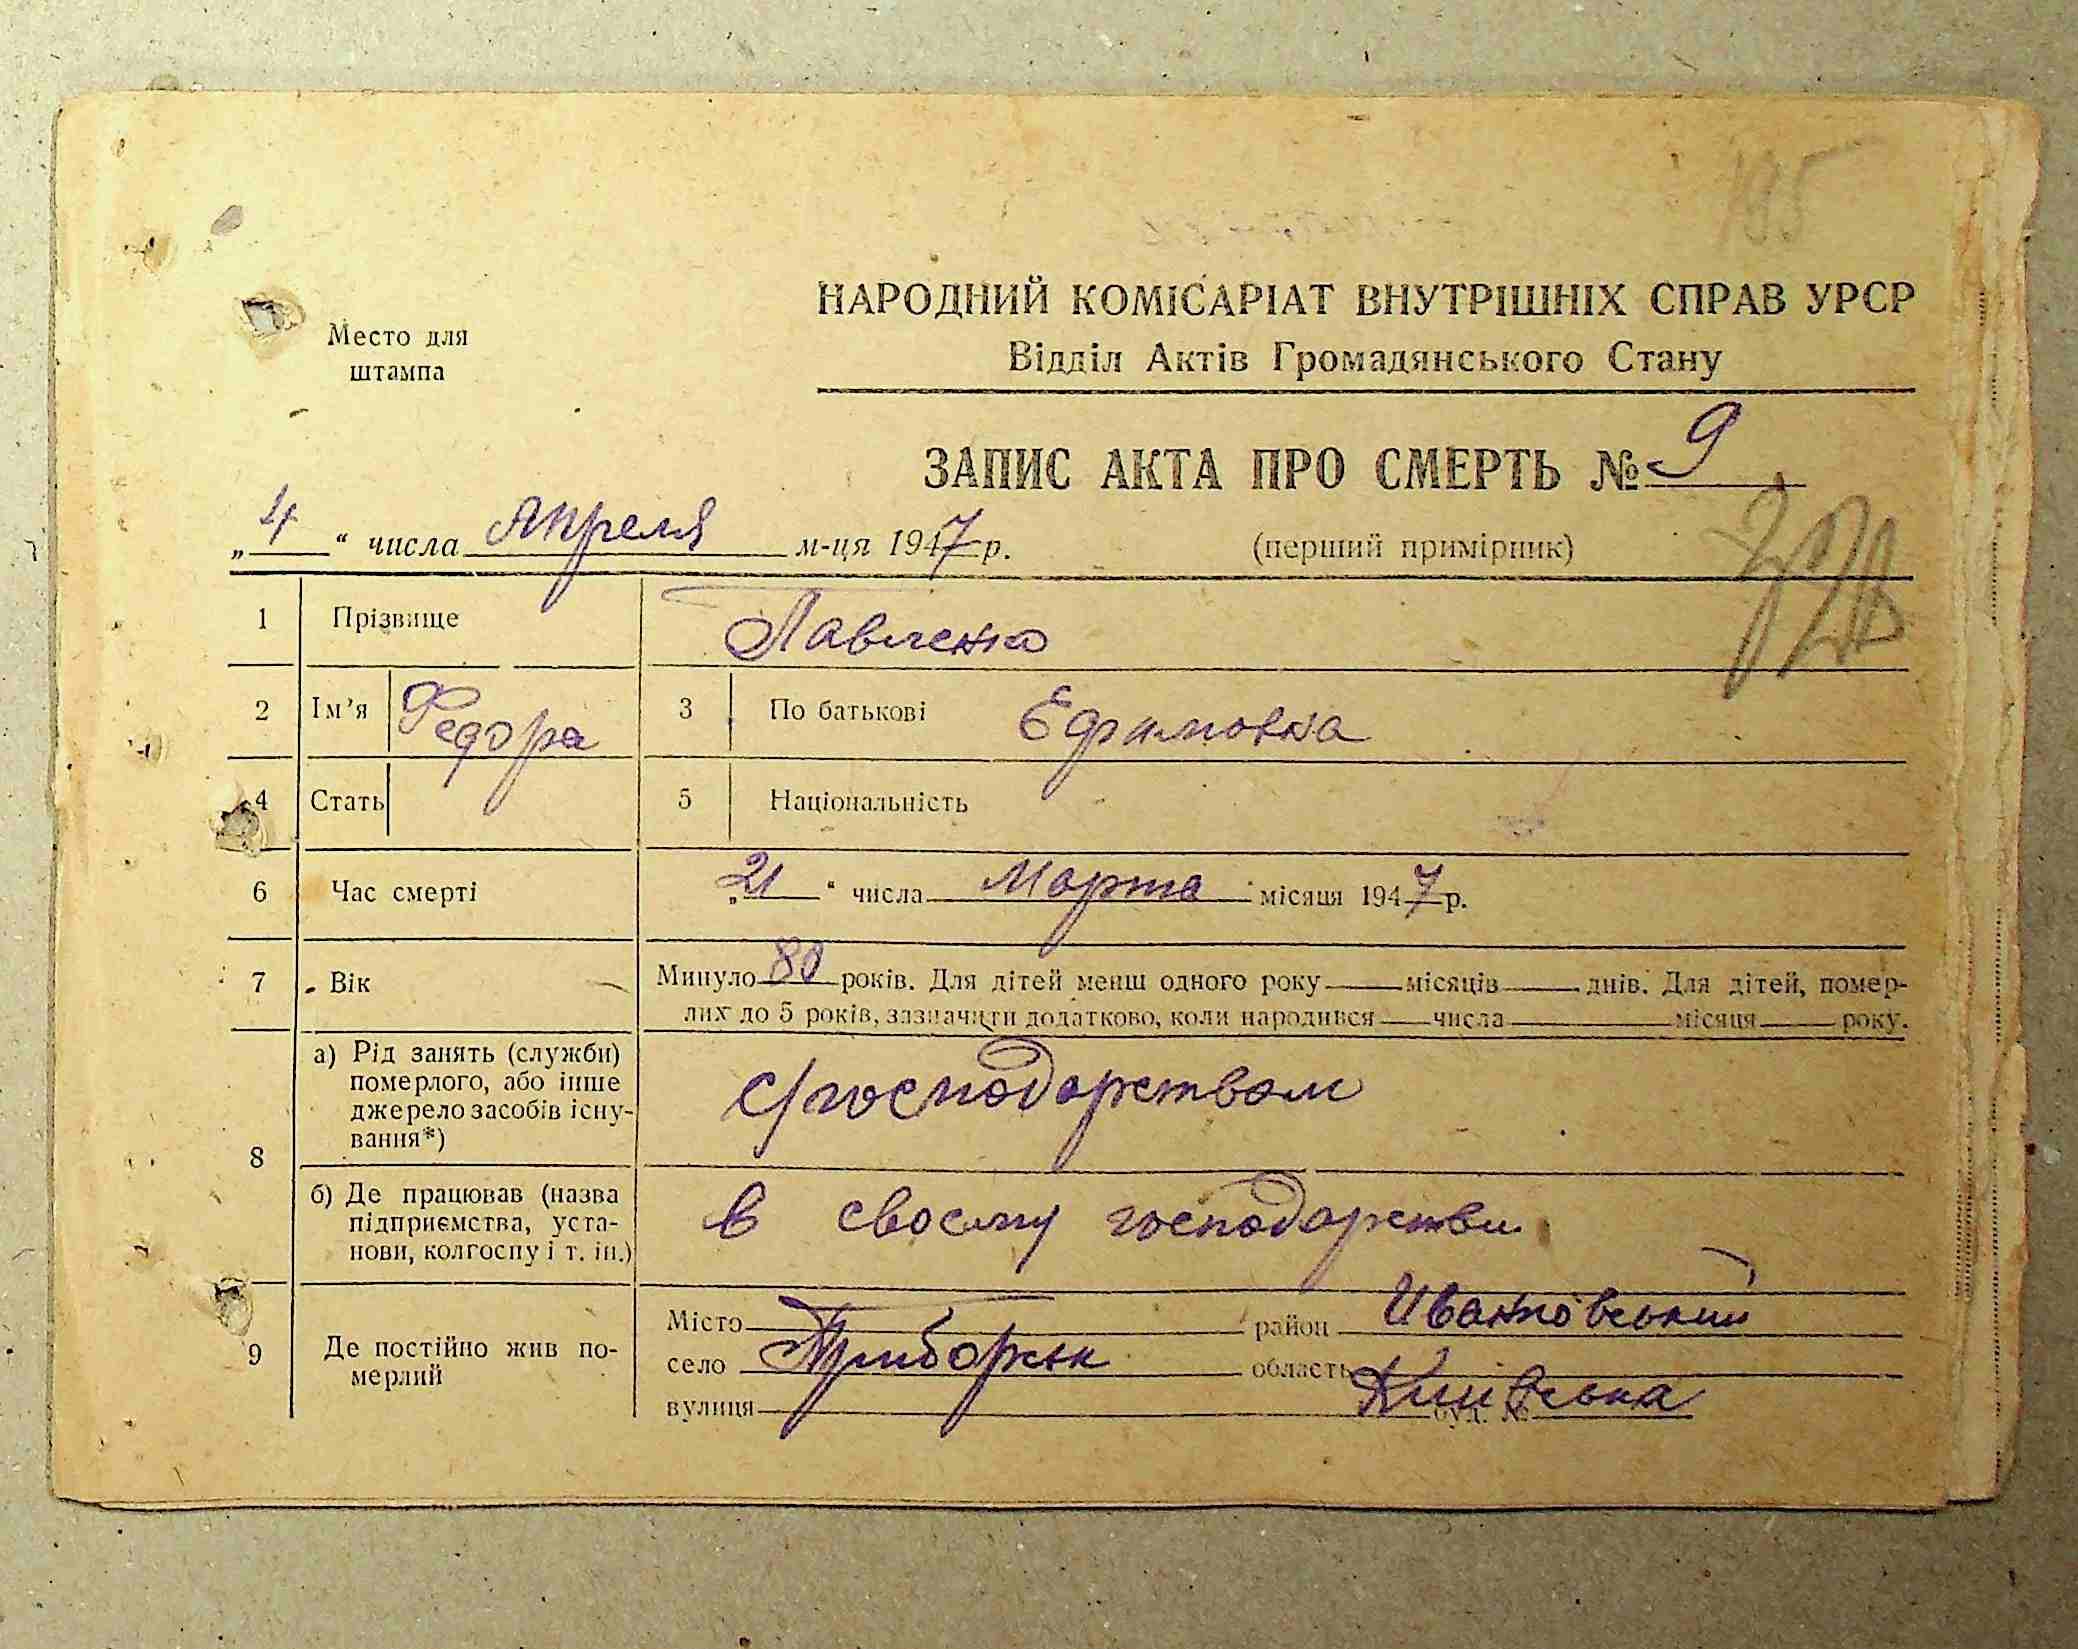 195
НАРОДНИЙ КОМІСАРІАТ ВНУТРІШНІХ СПРАВ УРСР
Место для штампа
Відділ Актів Громадянського Стану
ЗАПИС АКТА ПРО СМЕРТЬ № 9
„ 4 “ числа Апреля м-ця 1947 р. (перший примірник)
1 Прізвище Павленко
2 Ім’я Федора 3 По батькові Ефимовна
4 Стать 5 Національність
6 Час смерті „ 21 “ числа Марта місяця 1947 р.
7 Вік Минуло 80 років. Для дітей менш одного року місяців днів. Для дітей, помер-
лих до 5 років, зазначити додатково, коли народився числа місяця року.
8 а) Рід занять (служби)
померлого, або інше
джерело засобів існу-
вання*)
с/господарством
б) Де працював (назва
підприємства, уста-
нови, колгоспу і т. ін.)
в своєму господарстви
9 Де постійно жив по-
мерлий
Місто район Иванковський
село область Київська
вулиця буд. №